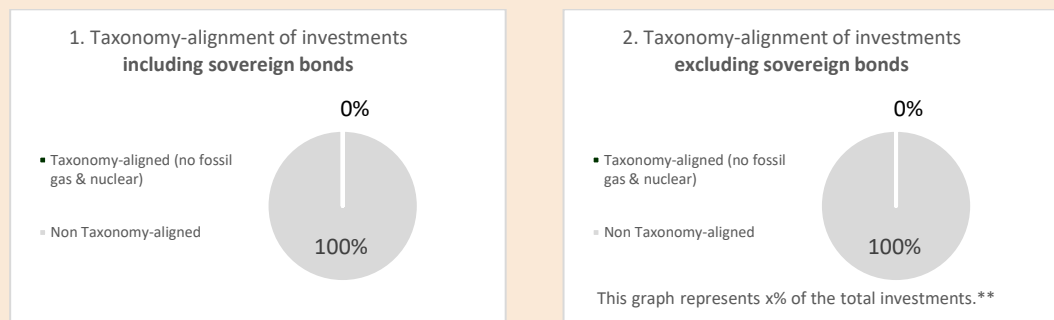 1. Taxonomy-alignment of investments
including sovereign bonds
0%
Taxonomy-aligned (no fossil
gas & nuclear)
Non Taxonomy-aligned
100%
2. Taxonomy-alignment of investments
excluding sovereign bonds
0%
Taxonomy-aligned (no fossil
gas & nuclear)
Non Taxonomy-aligned
100%
This graph represents x% of the total investments.**